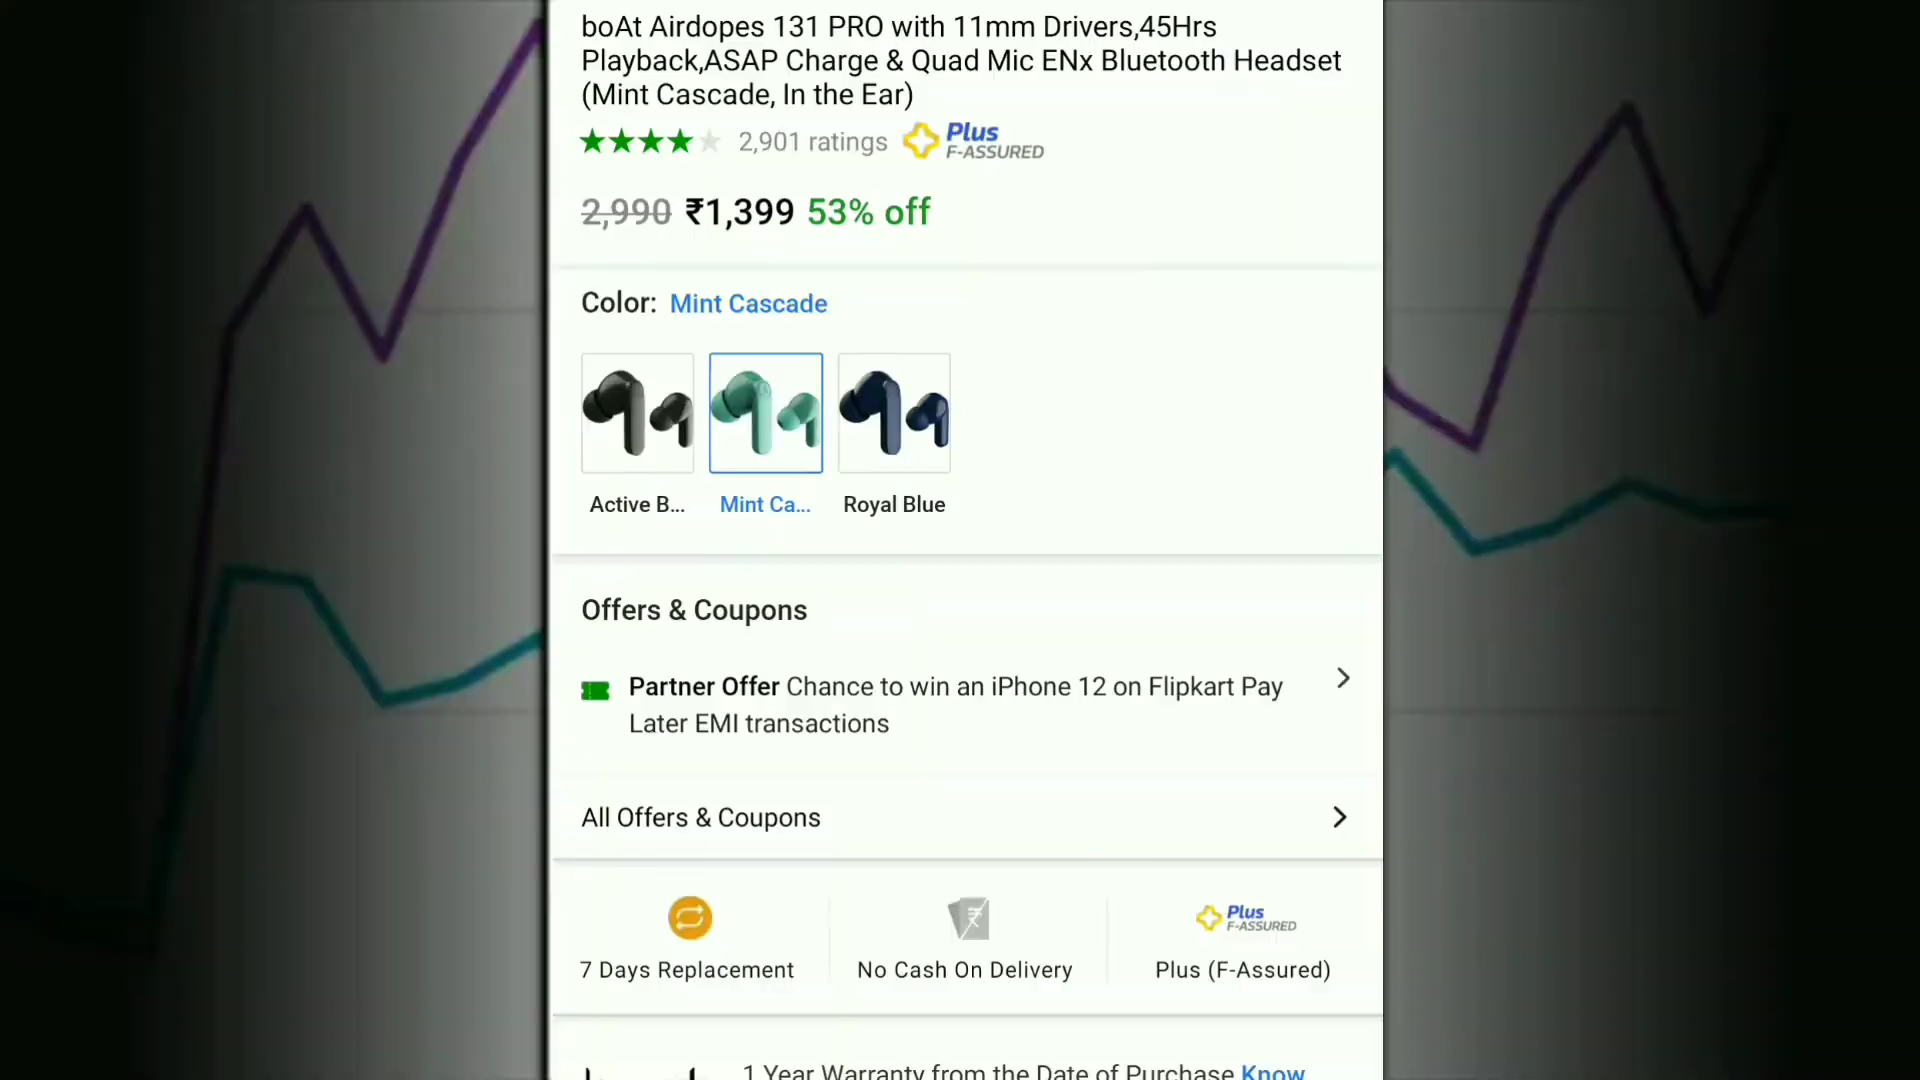 boAt Airdopes 131 PRO with 11mm Drivers,45Hrs
Playback,ASAP Charge & Quad Mic ENx Bluetooth Headset
(Mint Cascade, In the Ear)
2,901 ratings Plus F-ASSURED
2,990 ₹1,399 53% off
Color: Mint Cascade
Active B... Mint Ca... Royal Blue
Offers & Coupons
Partner Offer Chance to win an iPhone 12 on Flipkart Pay
Later EMI transactions
All Offers & Coupons
Plus
F-ASSURED
7 Days Replacement No Cash On Delivery Plus (F-Assured)
1 Year Warranty from the Date of Purchase Know